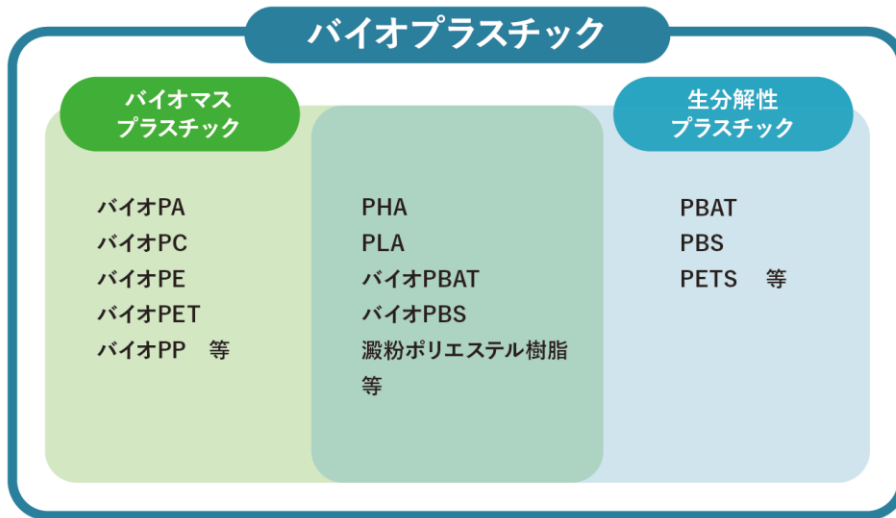 バイオプラスチック
バイオマス
プラスチック
バイオPA
バイオPC
バイオPE
バイオPET
バイオPP　等
PHA
PLA
バイオPBAT
バイオPBS
澱粉ポリエステル樹脂
等
生分解性
プラスチック
PBAT
PBS
PETS　等